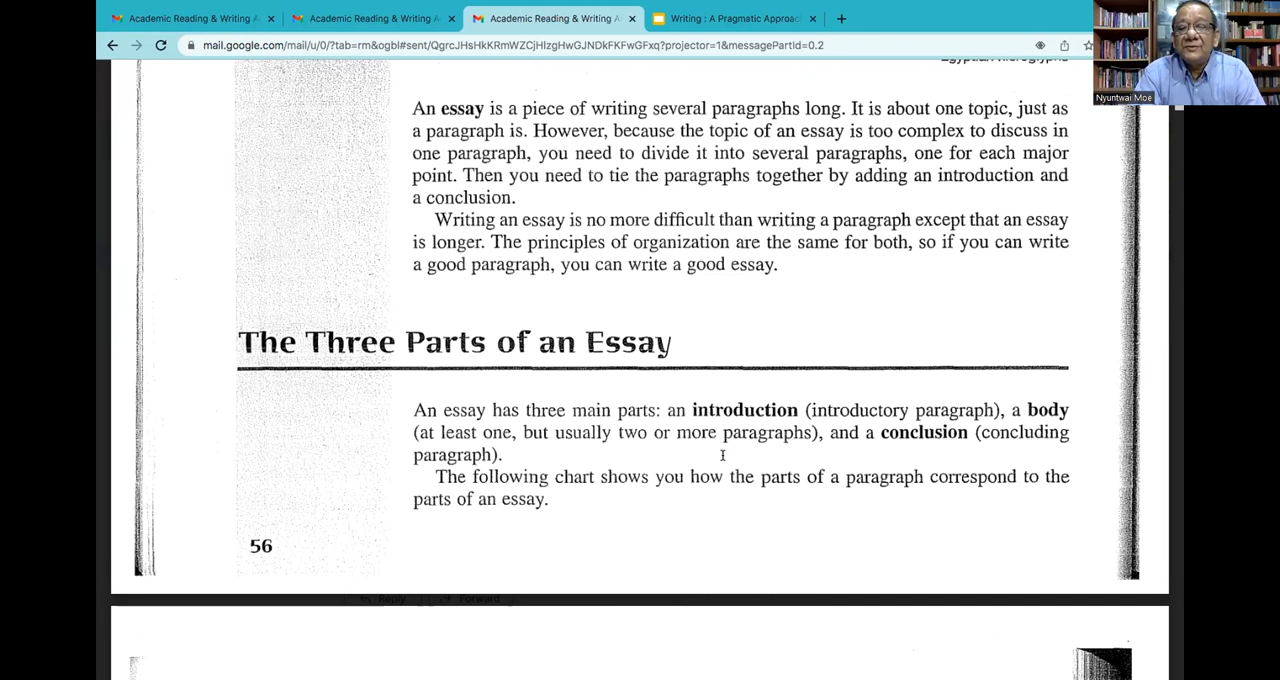 Academic Reading & Writing A
Academic Reading & Writing A
Academic Reading & Writing A
Writing : A Pragmatic Approac
mail.google.com/mail/u/0/?tab=rm&ogbl#sent/QgrcJHsHkKRmWZCjHIzgHwGJNDkFKFwGFxq?projector=1&messagePartId=0.2
Nyuntwai Moe
Egyptian hieroglyphs
An essay is a piece of writing several paragraphs long. It is about one topic, just as
a paragraph is. However, because the topic of an essay is too complex to discuss in
one paragraph, you need to divide it into several paragraphs, one for each major
point. Then you need to tie the paragraphs together by adding an introduction and
a conclusion.
Writing an essay is no more difficult than writing a paragraph except that an essay
is longer. The principles of organization are the same for both, so if you can write
a good paragraph, you can write a good essay.
The Three Parts of an Essay
An essay has three main parts: an introduction (introductory paragraph), a body
(at least one, but usually two or more paragraphs), and a conclusion (concluding
paragraph).
The following chart shows you how the parts of a paragraph correspond to the
parts of an essay.
56
Reply
Forward